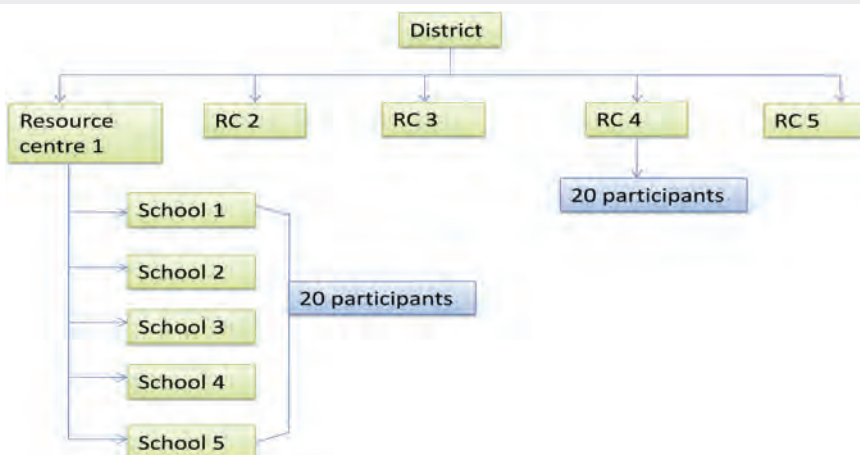 District
Resource
centre 1
RC 2
RC 3
RC 4
RC 5
20 participants
School 1
School 2
20 participants
School 3
School 4
School 5